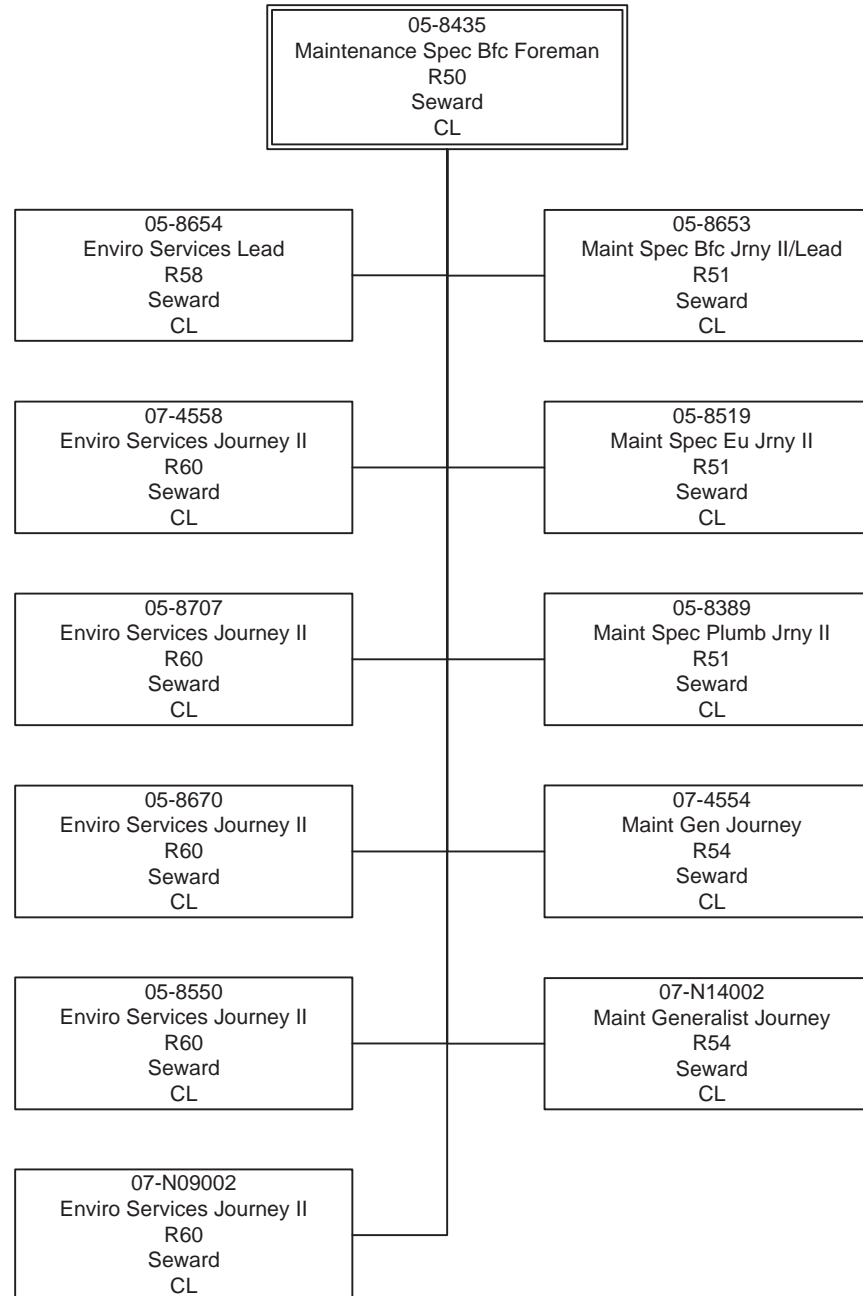 05-8435
Maintenance Spec Bfc Foreman
R50
Seward
CL
05-8654
Enviro Services Lead
R58
Seward
CL
05-8653
Maint Spec Bfc Jrny II/Lead
R51
Seward
CL
07-4558
Enviro Services Journey II
R60
Seward
CL
05-8519
Maint Spec Eu Jrny II
R51
Seward
CL
05-8707
Enviro Services Journey II
R60
Seward
CL
05-8389
Maint Spec Plumb Jrny II
R51
Seward
CL
05-8670
Enviro Services Journey II
R60
Seward
CL
07-4554
Maint Gen Journey
R54
Seward
CL
05-8550
Enviro Services Journey II
R60
Seward
CL
07-N14002
Maint Generalist Journey
R54
Seward
CL
07-N09002
Enviro Services Journey II
R60
Seward
CL